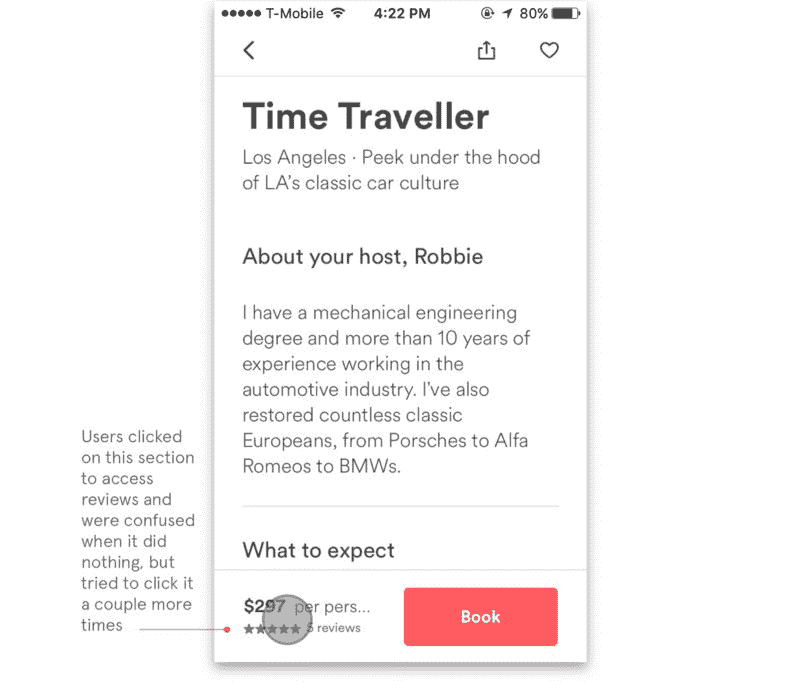 T-Mobile 4:22 PM 80%
Time Traveller
Los Angeles · Peek under the hood
of LA's classic car culture
About your host, Robbie
I have a mechanical engineering
degree and more than 10 years of
experience working in the
automotive industry. I've also
restored countless classic
Europeans, from Porsches to Alfa
Romeos to BMWs.
What to expect
$297 per pers...
5 reviews
Book
Users clicked
on this section
to access
reviews and
were confused
when it did
nothing, but
tried to click it
a couple more
times